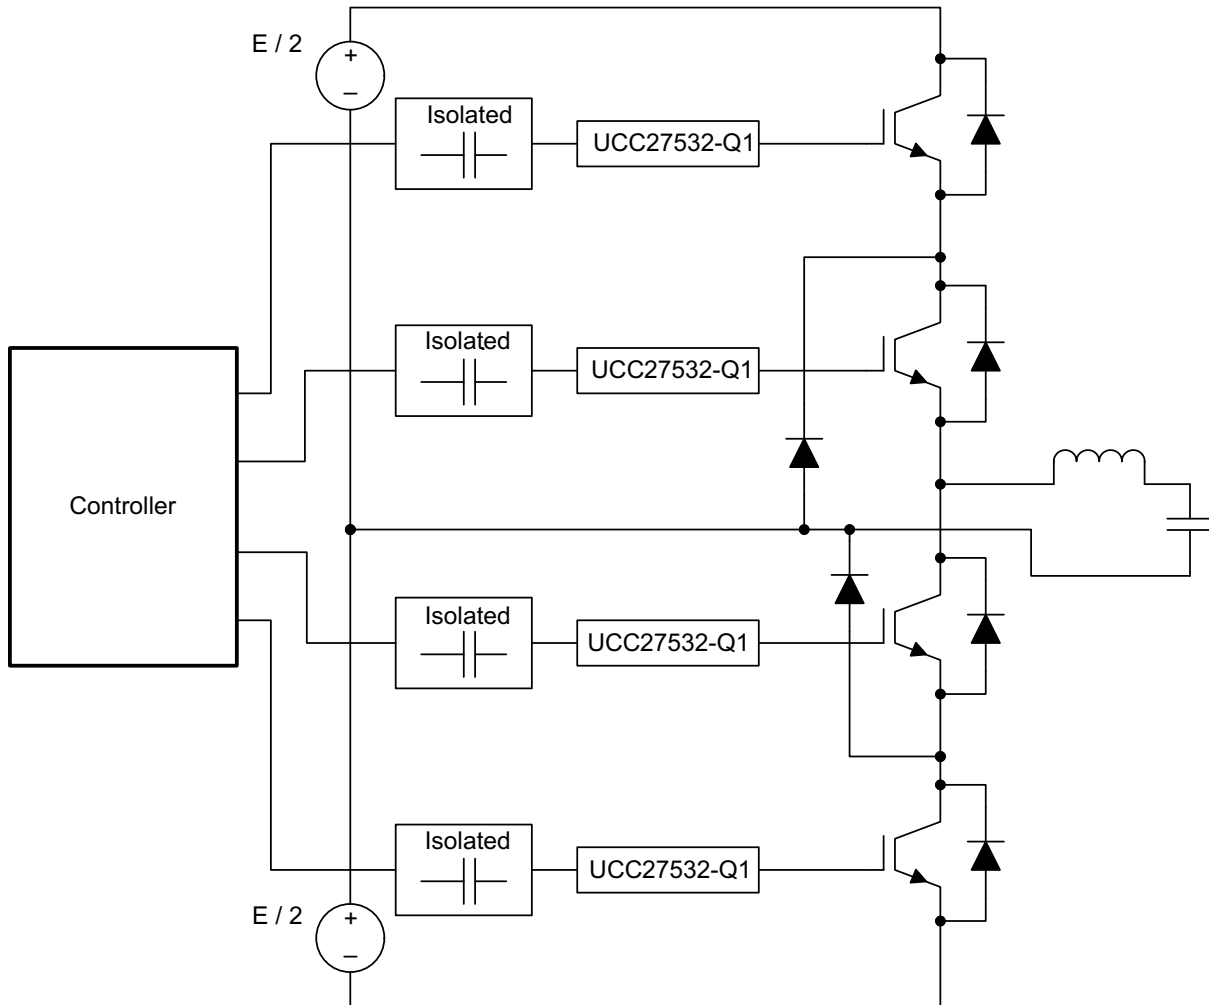 E / 2
+
–
Isolated
UCC27532-Q1
Isolated
UCC27532-Q1
Controller
Isolated
UCC27532-Q1
Isolated
UCC27532-Q1
E / 2
+
–